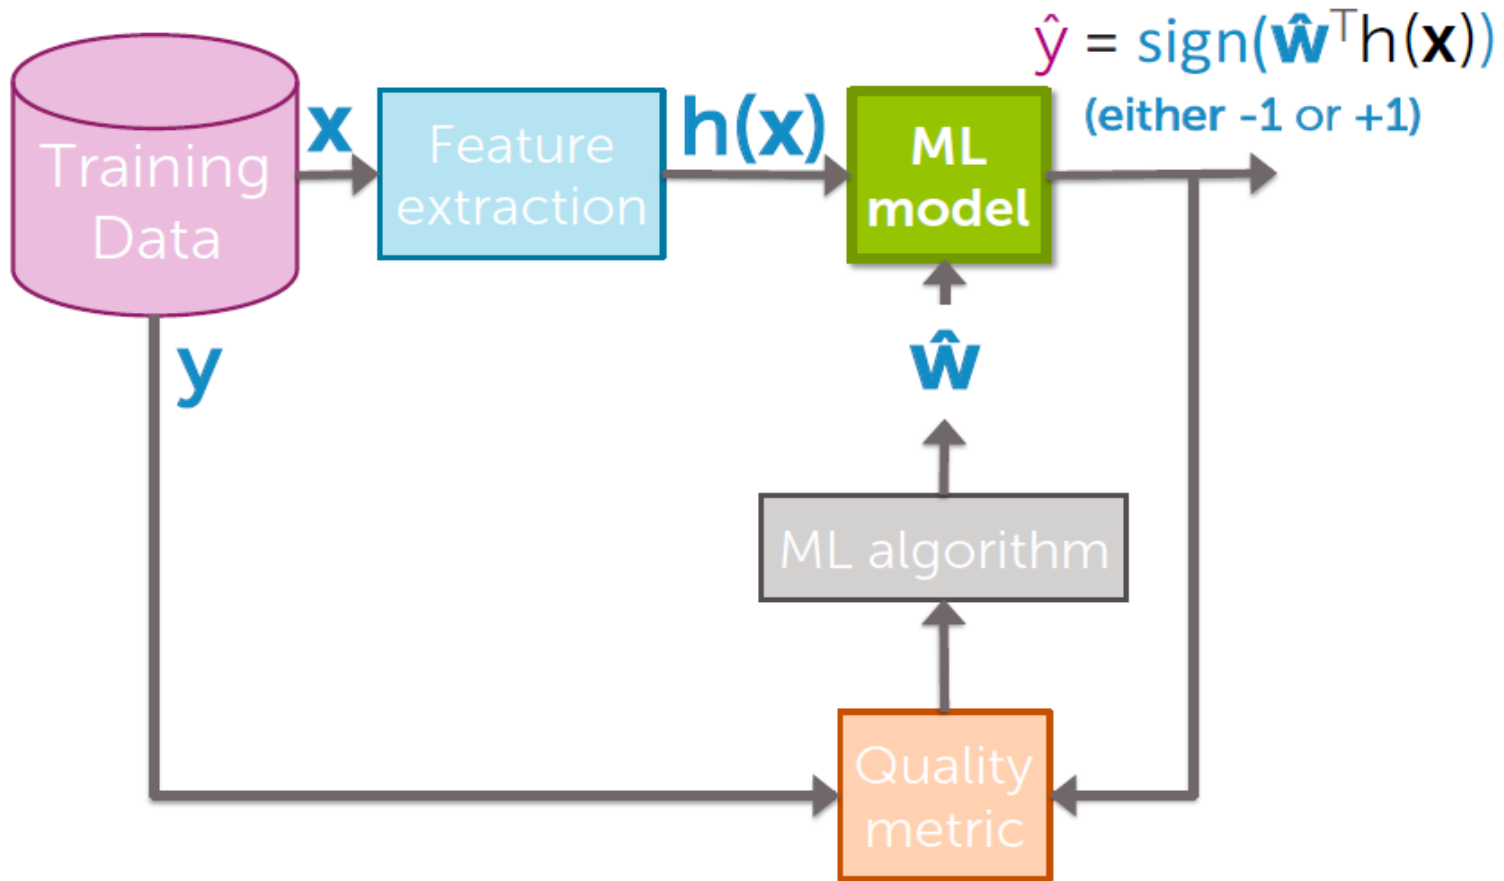 ŷ = sign(ŵᵀh(x))
(either -1 or +1)
Training
Data
x
Feature
extraction
h(x)
ML
model
y
ŵ
ML algorithm
Quality
metric